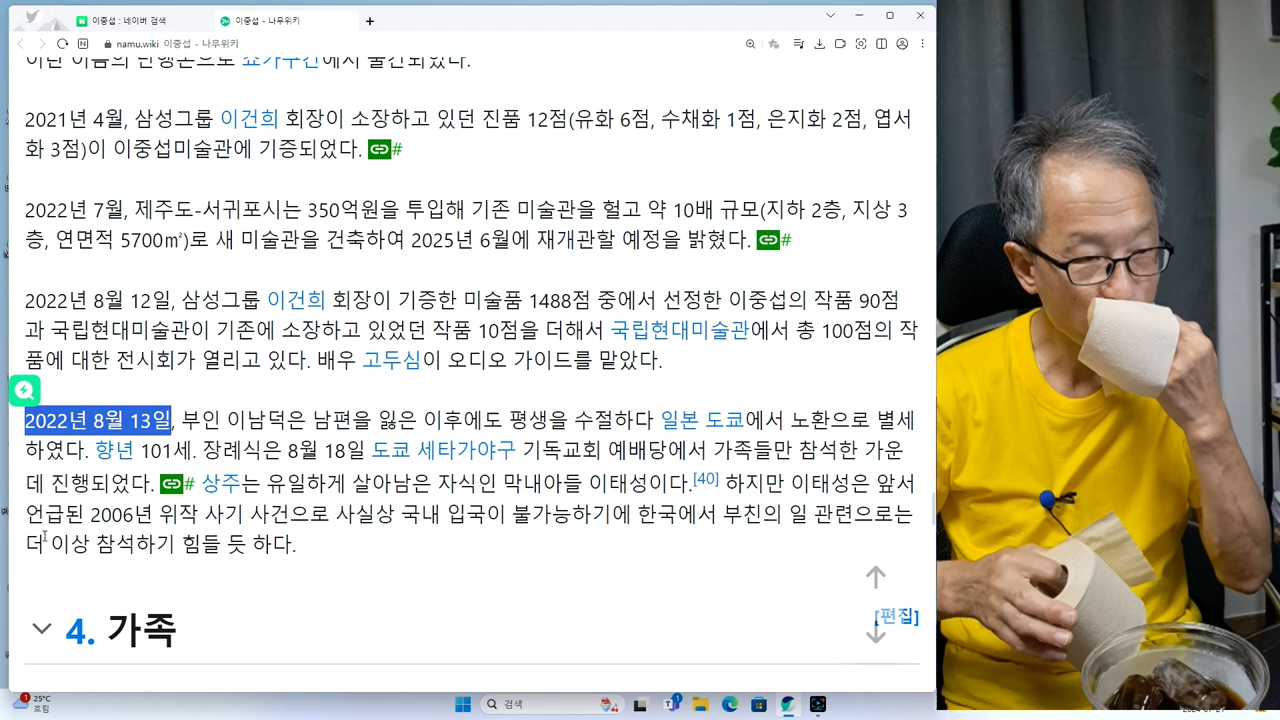 이중섭 : 네이버 검색
이중섭 - 나무위키
namu.wiki 이중섭 - 나무위키
2021년 4월, 삼성그룹 이건희 회장이 소장하고 있던 진품 12점(유화 6점, 수채화 1점, 은지화 2점, 엽서
화 3점)이 이중섭미술관에 기증되었다. #
2022년 7월, 제주도-서귀포시는 350억원을 투입해 기존 미술관을 헐고 약 10배 규모(지하 2층, 지상 3
층, 연면적 5700㎡)로 새 미술관을 건축하여 2025년 6월에 재개관할 예정을 밝혔다. #
2022년 8월 12일, 삼성그룹 이건희 회장이 기증한 미술품 1488점 중에서 선정한 이중섭의 작품 90점
과 국립현대미술관이 기존에 소장하고 있었던 작품 10점을 더해서 국립현대미술관에서 총 100점의 작
품에 대한 전시회가 열리고 있다. 배우 고두심이 오디오 가이드를 맡았다.
2022년 8월 13일, 부인 이남덕은 남편을 잃은 이후에도 평생을 수절하다 일본 도쿄에서 노환으로 별세
하였다. 향년 101세. 장례식은 8월 18일 도쿄 세타가야구 기독교회 예배당에서 가족들만 참석한 가운
데 진행되었다. # 상주는 유일하게 살아남은 자식인 막내아들 이태성이다.[40] 하지만 이태성은 앞서
언급된 2006년 위작 사기 사건으로 사실상 국내 입국이 불가능하기에 한국에서 부친의 일 관련으로는
더 이상 참석하기 힘들 듯 하다.
4. 가족
[편집]
25°C
흐림
검색